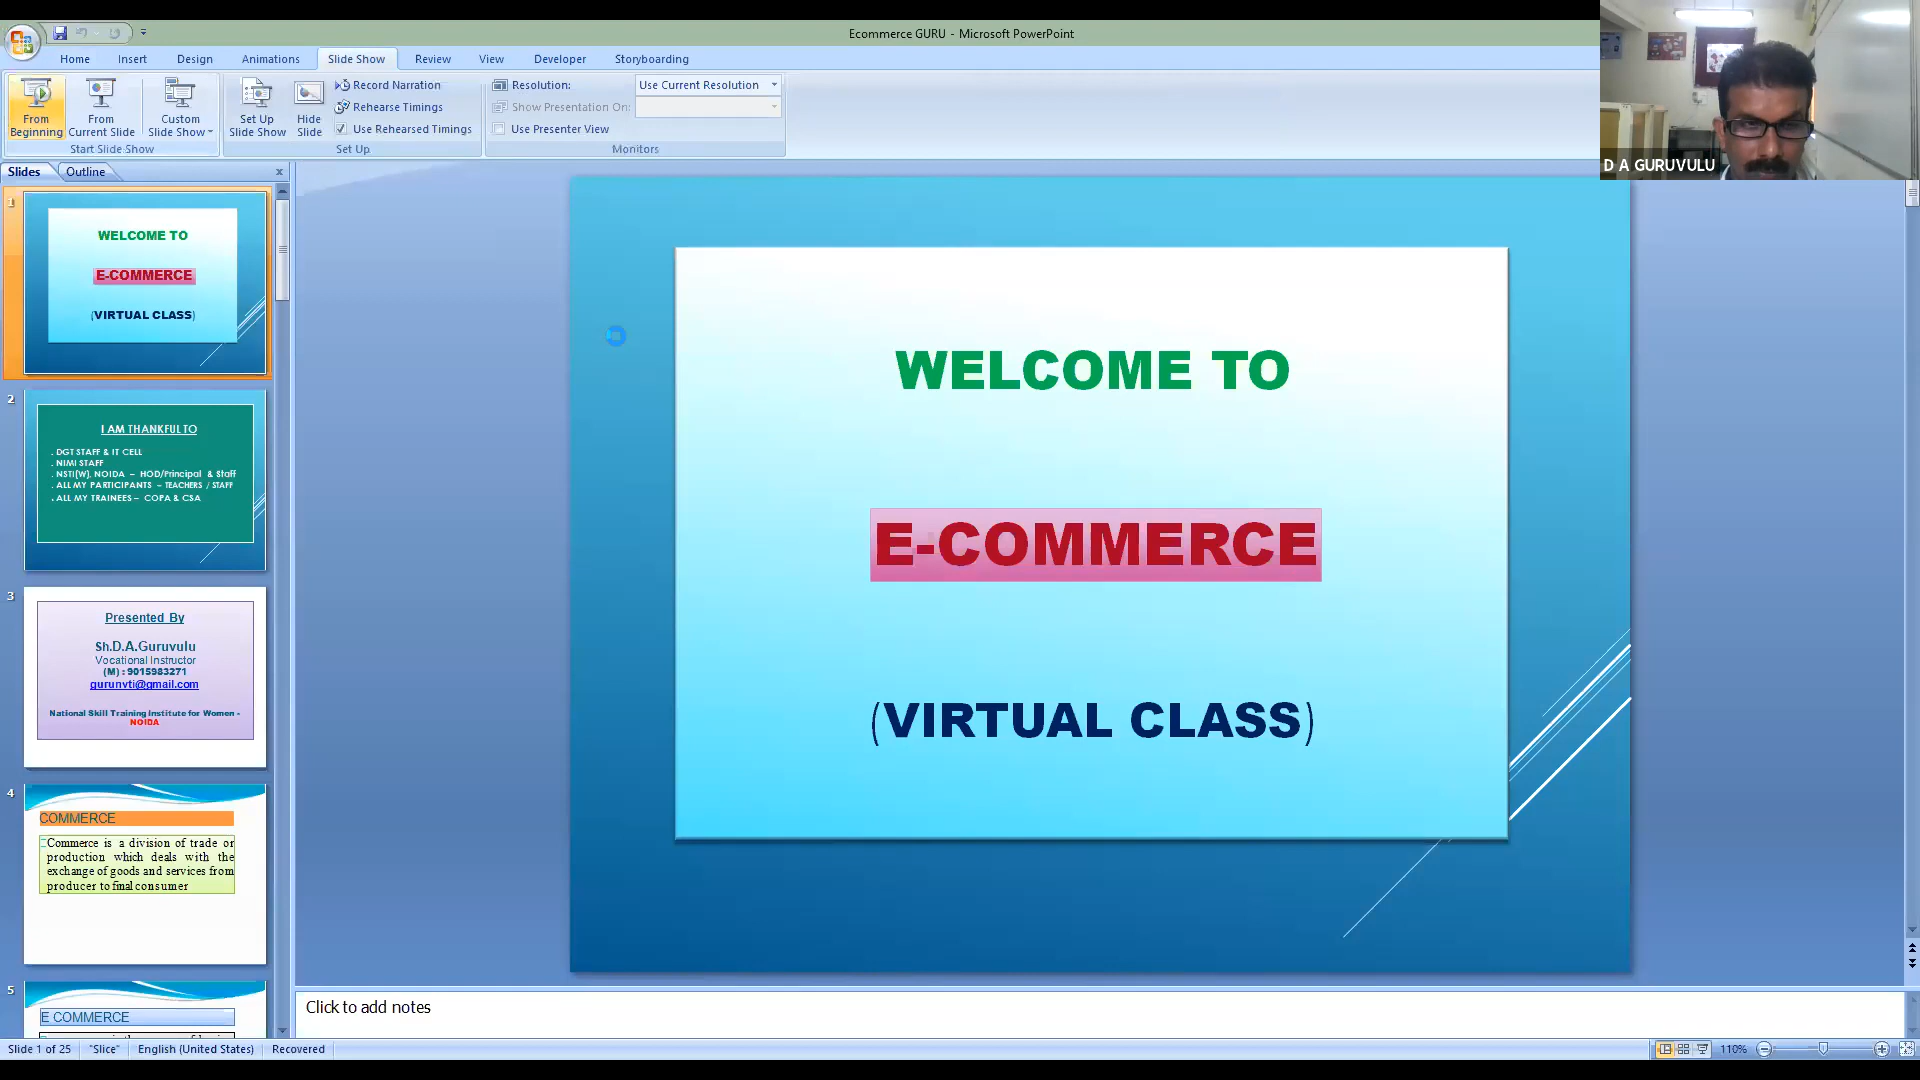 Ecommerce GURU - Microsoft PowerPoint
Home Insert Design Animations Slide Show Review View Developer Storyboarding
From Beginning
From Current Slide
Custom Slide Show
Start Slide Show
Set Up Slide Show
Hide Slide
Record Narration
Rehearse Timings
Use Rehearsed Timings
Set Up
Resolution: Use Current Resolution
Show Presentation On:
Use Presenter View
Monitors
D A GURUVULU
Slides Outline
1
WELCOME TO
E-COMMERCE
(VIRTUAL CLASS)
2
I AM THANKFUL TO
. DGT STAFF & IT CELL
. NIMI STAFF
. NSTI(W), NOIDA – HOD/Principal & Staff
. ALL MY PARTICIPANTS – TEACHERS / STAFF
. ALL MY TRAINEES – COPA & CSA
3
Presented By
Sh.D.A.Guruvulu
Vocational Instructor
(M) : 9015983271
gurunvti@gmail.com
National Skill Training Institute for Women -
NOIDA
4
COMMERCE
Commerce is a division of trade or
production which deals with the
exchange of goods and services from
producer to final consumer
5
E COMMERCE
WELCOME TO
E-COMMERCE
(VIRTUAL CLASS)
Click to add notes
Slide 1 of 25 "Slice" English (United States) Recovered 110%